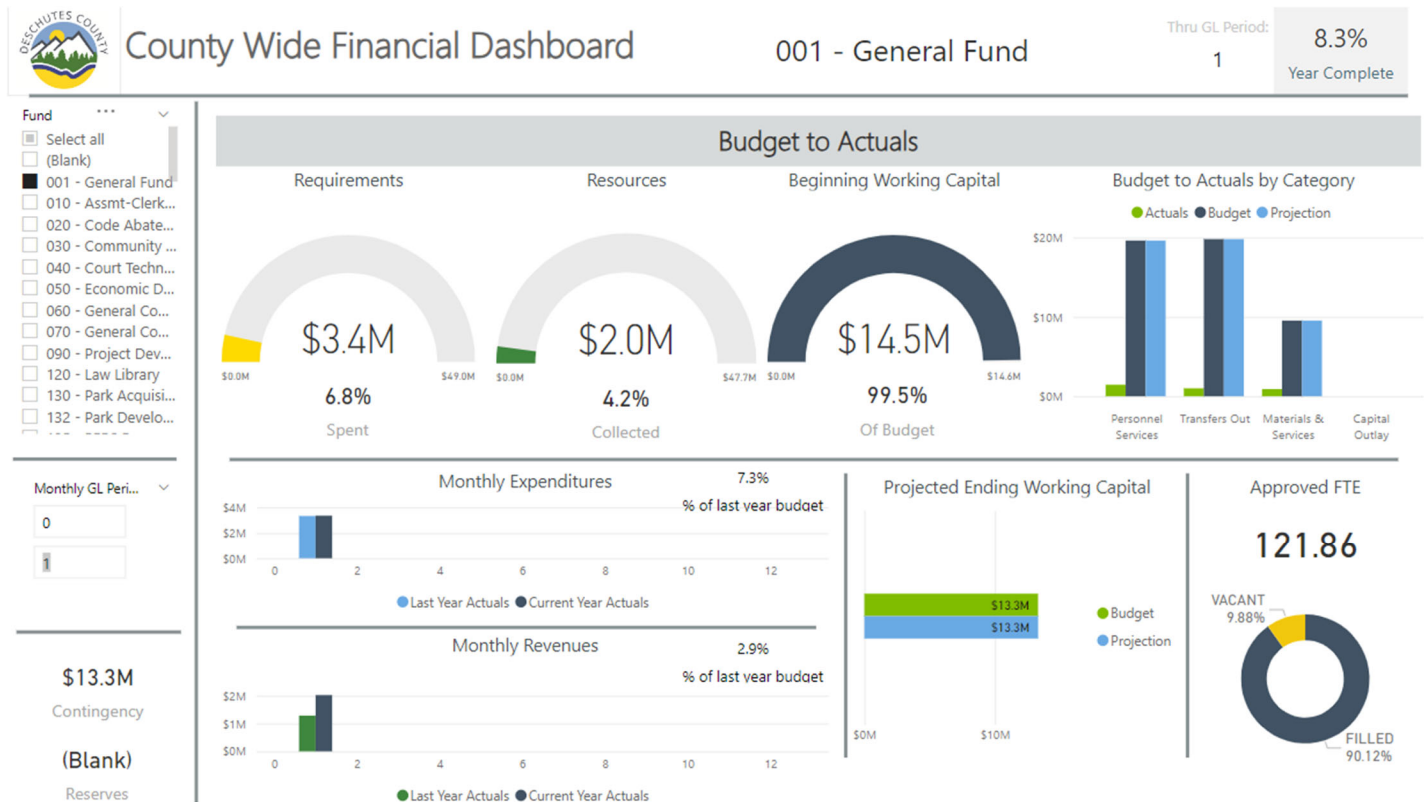 DESCHUTES COUNTY
County Wide Financial Dashboard
001 - General Fund
Thru GL Period:
1
8.3%
Year Complete
Fund
Select all
(Blank)
001 - General Fund
010 - Assmt-Clerk...
020 - Code Abate...
030 - Community ...
040 - Court Techn...
050 - Economic D...
060 - General Co...
070 - General Co...
090 - Project Dev...
120 - Law Library
130 - Park Acquisi...
132 - Park Develo...
Monthly GL Peri...
0
1
$13.3M
Contingency
(Blank)
Reserves
Budget to Actuals
Requirements
$3.4M
$0.0M
$49.0M
6.8%
Spent
Resources
$2.0M
$0.0M
$47.7M
4.2%
Collected
Beginning Working Capital
$14.5M
$0.0M
$14.6M
99.5%
Of Budget
Budget to Actuals by Category
Actuals Budget Projection
$20M
$10M
$0M
Personnel
Services
Transfers Out
Materials &
Services
Capital
Outlay
Monthly Expenditures
7.3%
% of last year budget
$4M
$2M
$0M
0 2 4 6 8 10 12
Last Year Actuals Current Year Actuals
Monthly Revenues
2.9%
% of last year budget
$2M
$1M
$0M
0 2 4 6 8 10 12
Last Year Actuals Current Year Actuals
Projected Ending Working Capital
$13.3M
$13.3M
Budget
Projection
$0M
$10M
Approved FTE
121.86
VACANT
9.88%
FILLED
90.12%